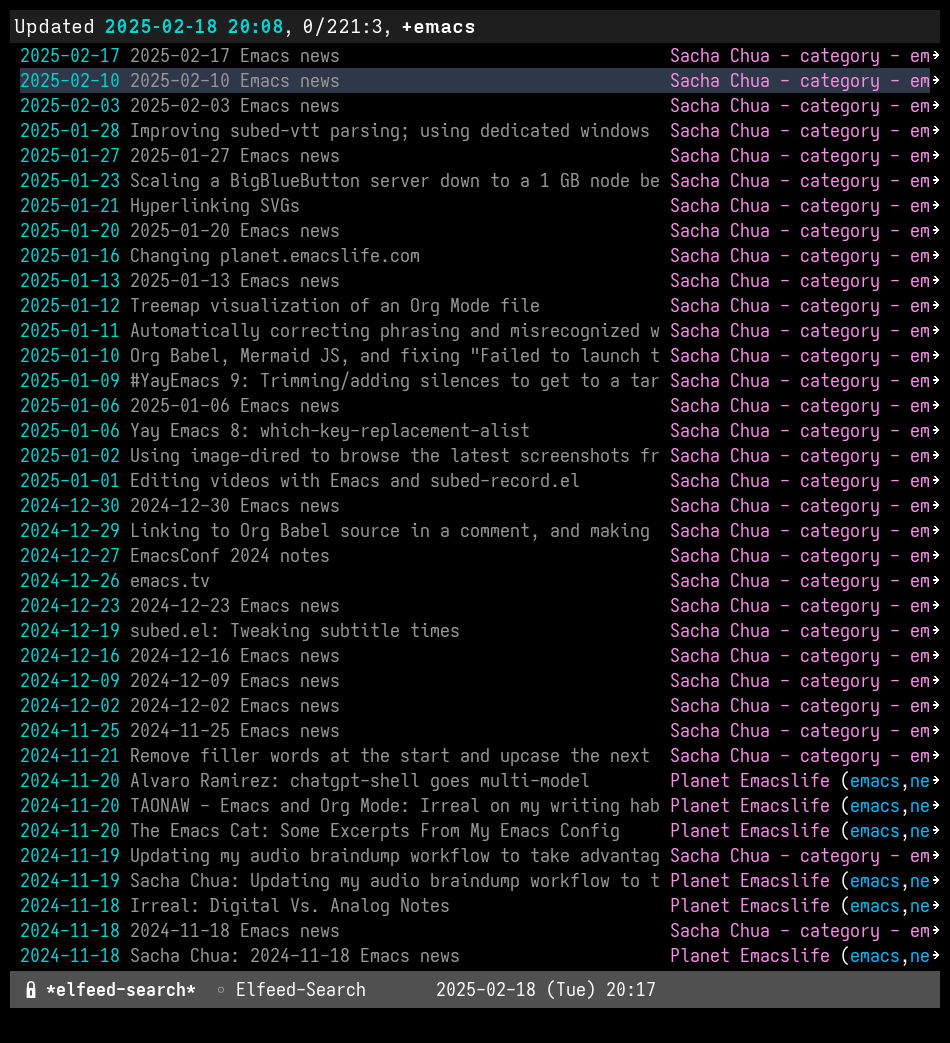 Updated 2025-02-18 20:08, 0/221:3, +emacs
2025-02-17 2025-02-17 Emacs news Sacha Chua - category - em
2025-02-10 2025-02-10 Emacs news Sacha Chua - category - em
2025-02-03 2025-02-03 Emacs news Sacha Chua - category - em
2025-01-28 Improving subed-vtt parsing; using dedicated windows Sacha Chua - category - em
2025-01-27 2025-01-27 Emacs news Sacha Chua - category - em
2025-01-23 Scaling a BigBlueButton server down to a 1 GB node be Sacha Chua - category - em
2025-01-21 Hyperlinking SVGs Sacha Chua - category - em
2025-01-20 2025-01-20 Emacs news Sacha Chua - category - em
2025-01-16 Changing planet.emacslife.com Sacha Chua - category - em
2025-01-13 2025-01-13 Emacs news Sacha Chua - category - em
2025-01-12 Treemap visualization of an Org Mode file Sacha Chua - category - em
2025-01-11 Automatically correcting phrasing and misrecognized w Sacha Chua - category - em
2025-01-10 Org Babel, Mermaid JS, and fixing "Failed to launch t Sacha Chua - category - em
2025-01-09 #YayEmacs 9: Trimming/adding silences to get to a tar Sacha Chua - category - em
2025-01-06 2025-01-06 Emacs news Sacha Chua - category - em
2025-01-06 Yay Emacs 8: which-key-replacement-alist Sacha Chua - category - em
2025-01-02 Using image-dired to browse the latest screenshots fr Sacha Chua - category - em
2025-01-01 Editing videos with Emacs and subed-record.el Sacha Chua - category - em
2024-12-30 2024-12-30 Emacs news Sacha Chua - category - em
2024-12-29 Linking to Org Babel source in a comment, and making Sacha Chua - category - em
2024-12-27 EmacsConf 2024 notes Sacha Chua - category - em
2024-12-26 emacs.tv Sacha Chua - category - em
2024-12-23 2024-12-23 Emacs news Sacha Chua - category - em
2024-12-19 subed.el: Tweaking subtitle times Sacha Chua - category - em
2024-12-16 2024-12-16 Emacs news Sacha Chua - category - em
2024-12-09 2024-12-09 Emacs news Sacha Chua - category - em
2024-12-02 2024-12-02 Emacs news Sacha Chua - category - em
2024-11-25 2024-11-25 Emacs news Sacha Chua - category - em
2024-11-21 Remove filler words at the start and upcase the next Sacha Chua - category - em
2024-11-20 Alvaro Ramirez: chatgpt-shell goes multi-model Planet Emacslife (emacs,ne
2024-11-20 TAONAW - Emacs and Org Mode: Irreal on my writing hab Planet Emacslife (emacs,ne
2024-11-20 The Emacs Cat: Some Excerpts From My Emacs Config Planet Emacslife (emacs,ne
2024-11-19 Updating my audio braindump workflow to take advantag Sacha Chua - category - em
2024-11-19 Sacha Chua: Updating my audio braindump workflow to t Planet Emacslife (emacs,ne
2024-11-18 Irreal: Digital Vs. Analog Notes Planet Emacslife (emacs,ne
2024-11-18 2024-11-18 Emacs news Sacha Chua - category - em
2024-11-18 Sacha Chua: 2024-11-18 Emacs news Planet Emacslife (emacs,ne
*elfeed-search* ◦ Elfeed-Search 2025-02-18 (Tue) 20:17